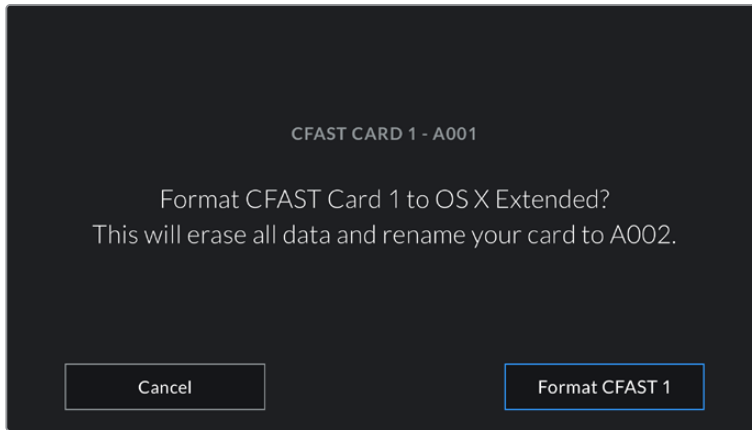 CFAST CARD 1 - A001
Format CFAST Card 1 to OS X Extended?
This will erase all data and rename your card to A002.
Cancel
Format CFAST 1